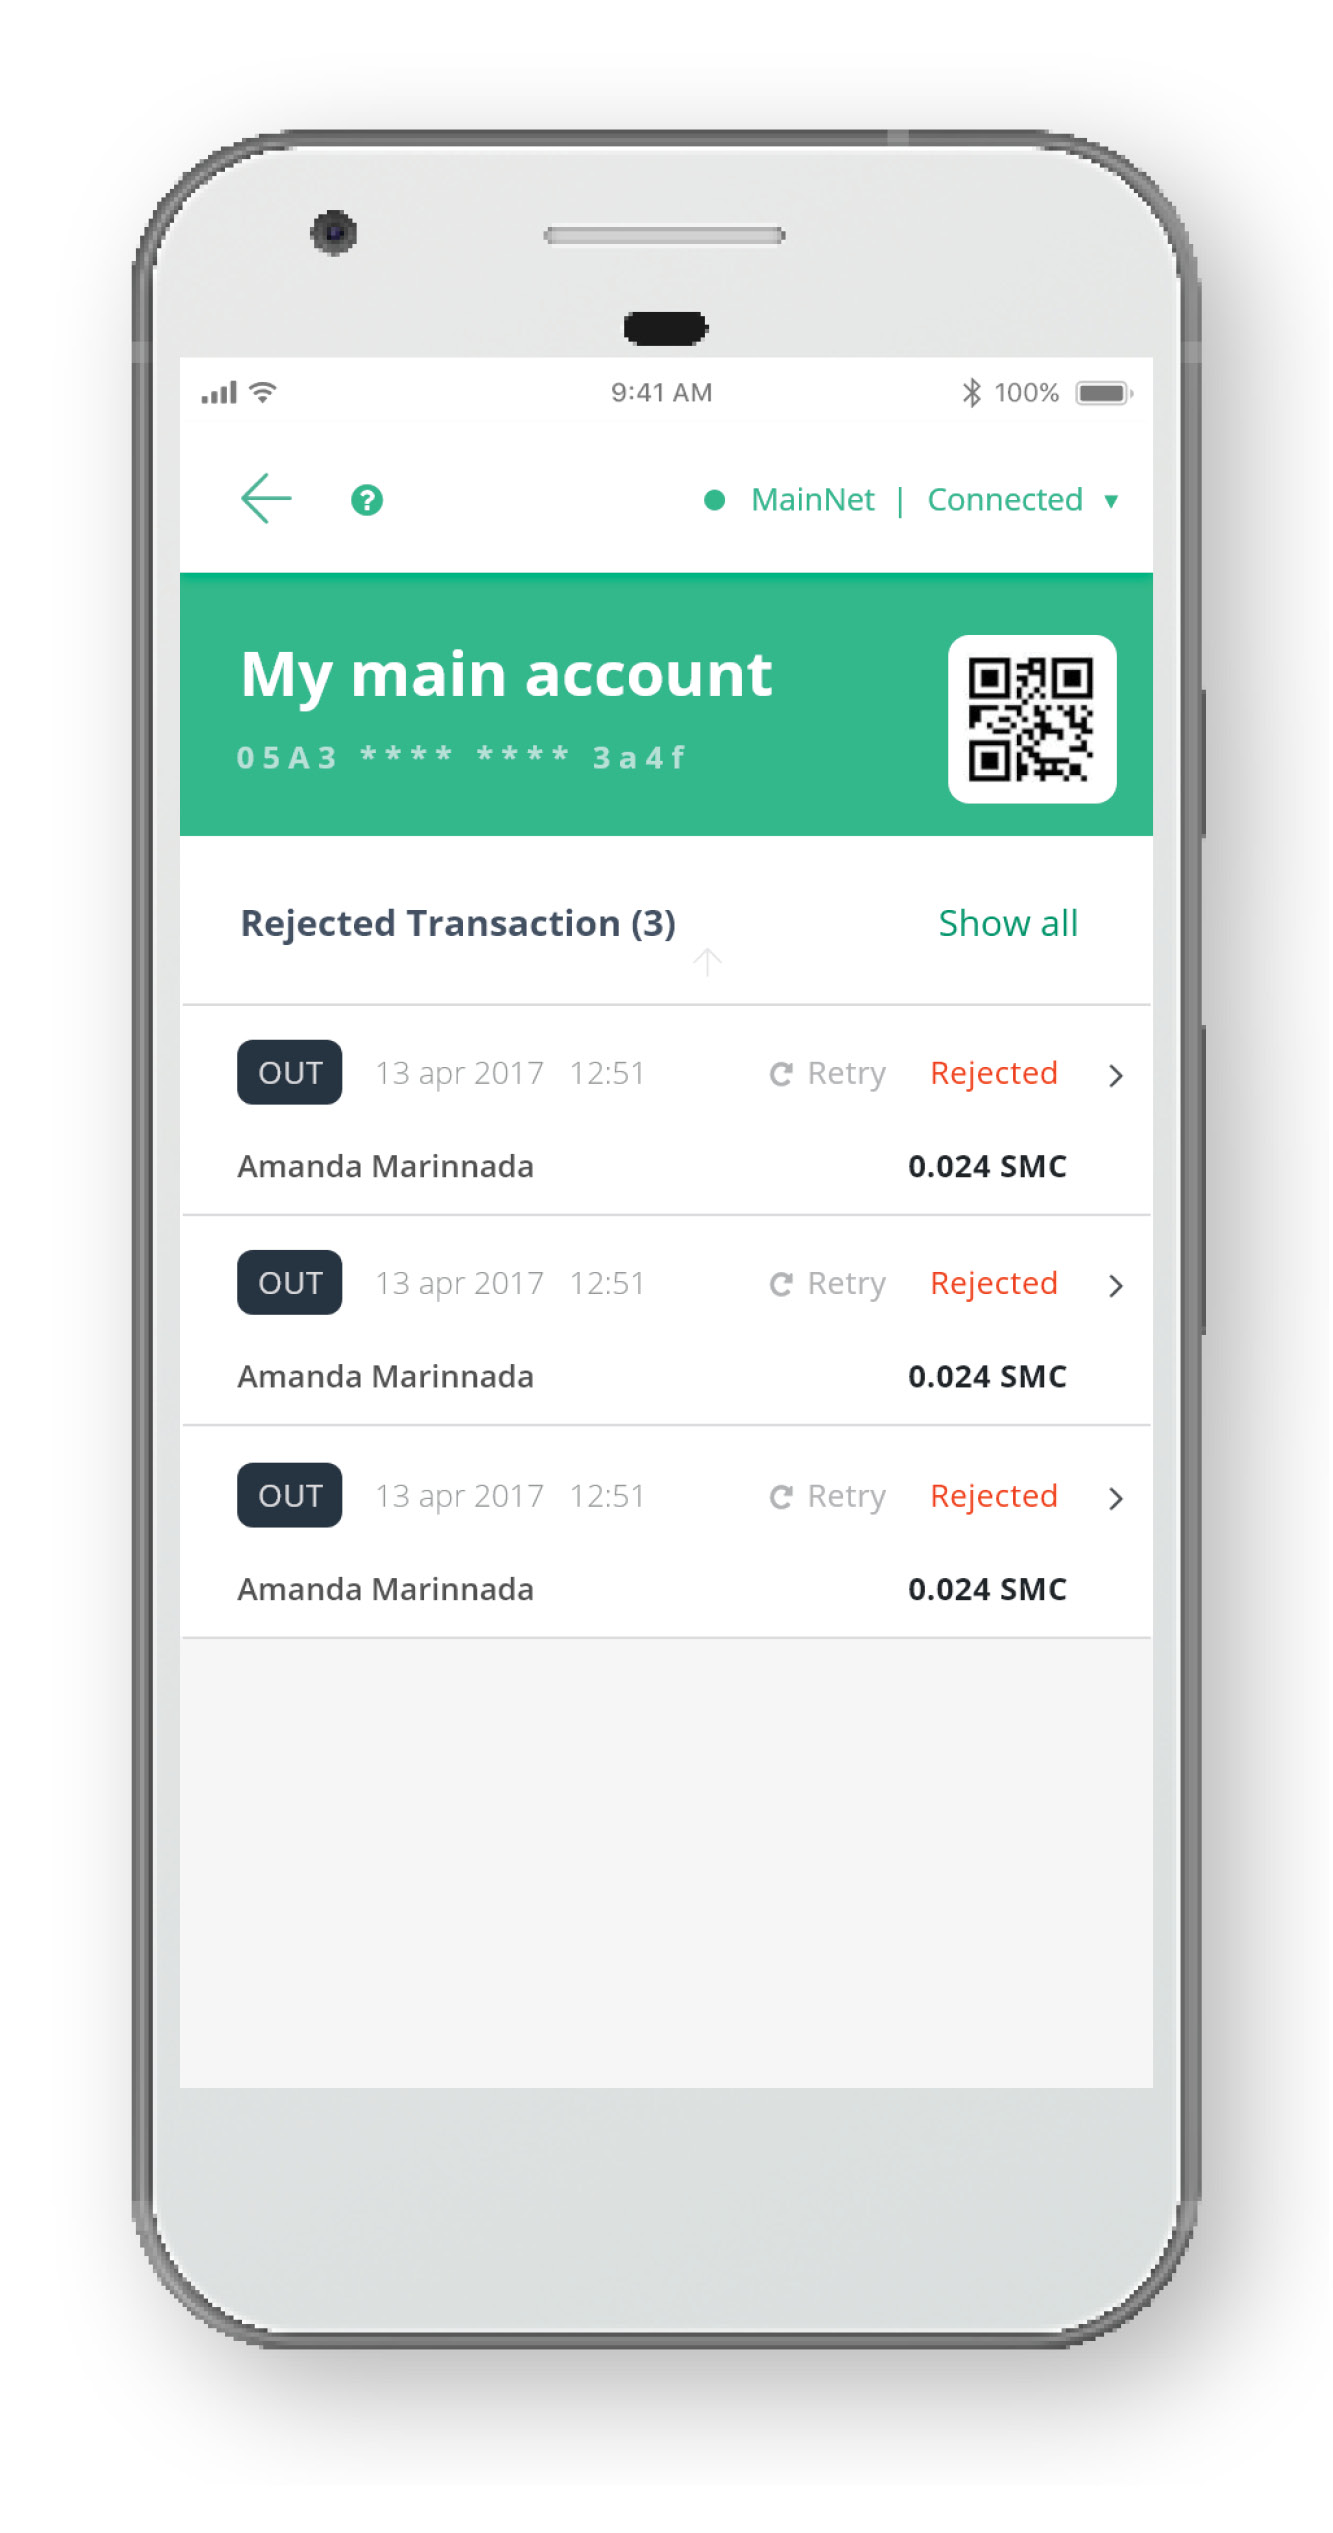 9:41 AM 100%
? MainNet | Connected
My main account
05A3 **** **** 3a4f
Rejected Transaction (3) Show all
OUT 13 apr 2017 12:51 Retry Rejected
Amanda Marinnada 0.024 SMC
OUT 13 apr 2017 12:51 Retry Rejected
Amanda Marinnada 0.024 SMC
OUT 13 apr 2017 12:51 Retry Rejected
Amanda Marinnada 0.024 SMC